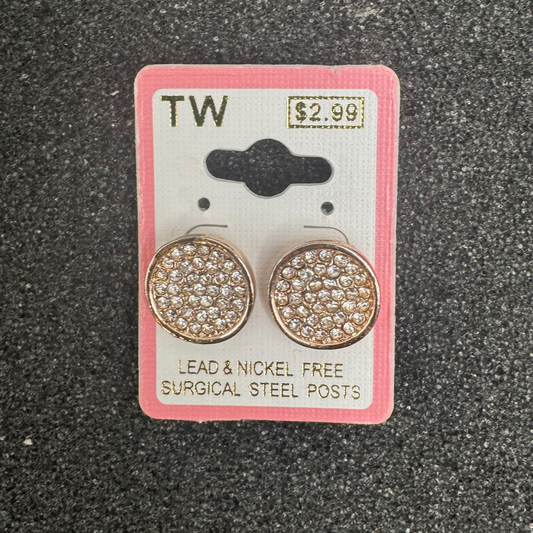 TW
$2.99
LEAD & NICKEL FREE
SURGICAL STEEL POSTS